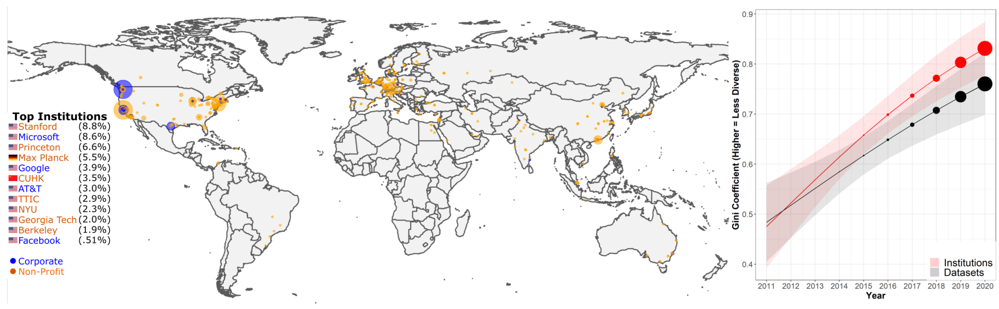 Top Institutions
Stanford (8.8%)
Microsoft (8.6%)
Princeton (6.6%)
Max Planck (5.5%)
Google (3.9%)
CUHK (3.5%)
AT&T (3.0%)
TTIC (2.9%)
NYU (2.3%)
Georgia Tech (2.0%)
Berkeley (1.9%)
Facebook (.51%)
Corporate
Non-Profit
Gini Coefficient (Higher = Less Diverse)
0.9
0.8
0.7
0.6
0.5
0.4
Institutions
Datasets
2011 2012 2013 2014 2015 2016 2017 2018 2019 2020
Year